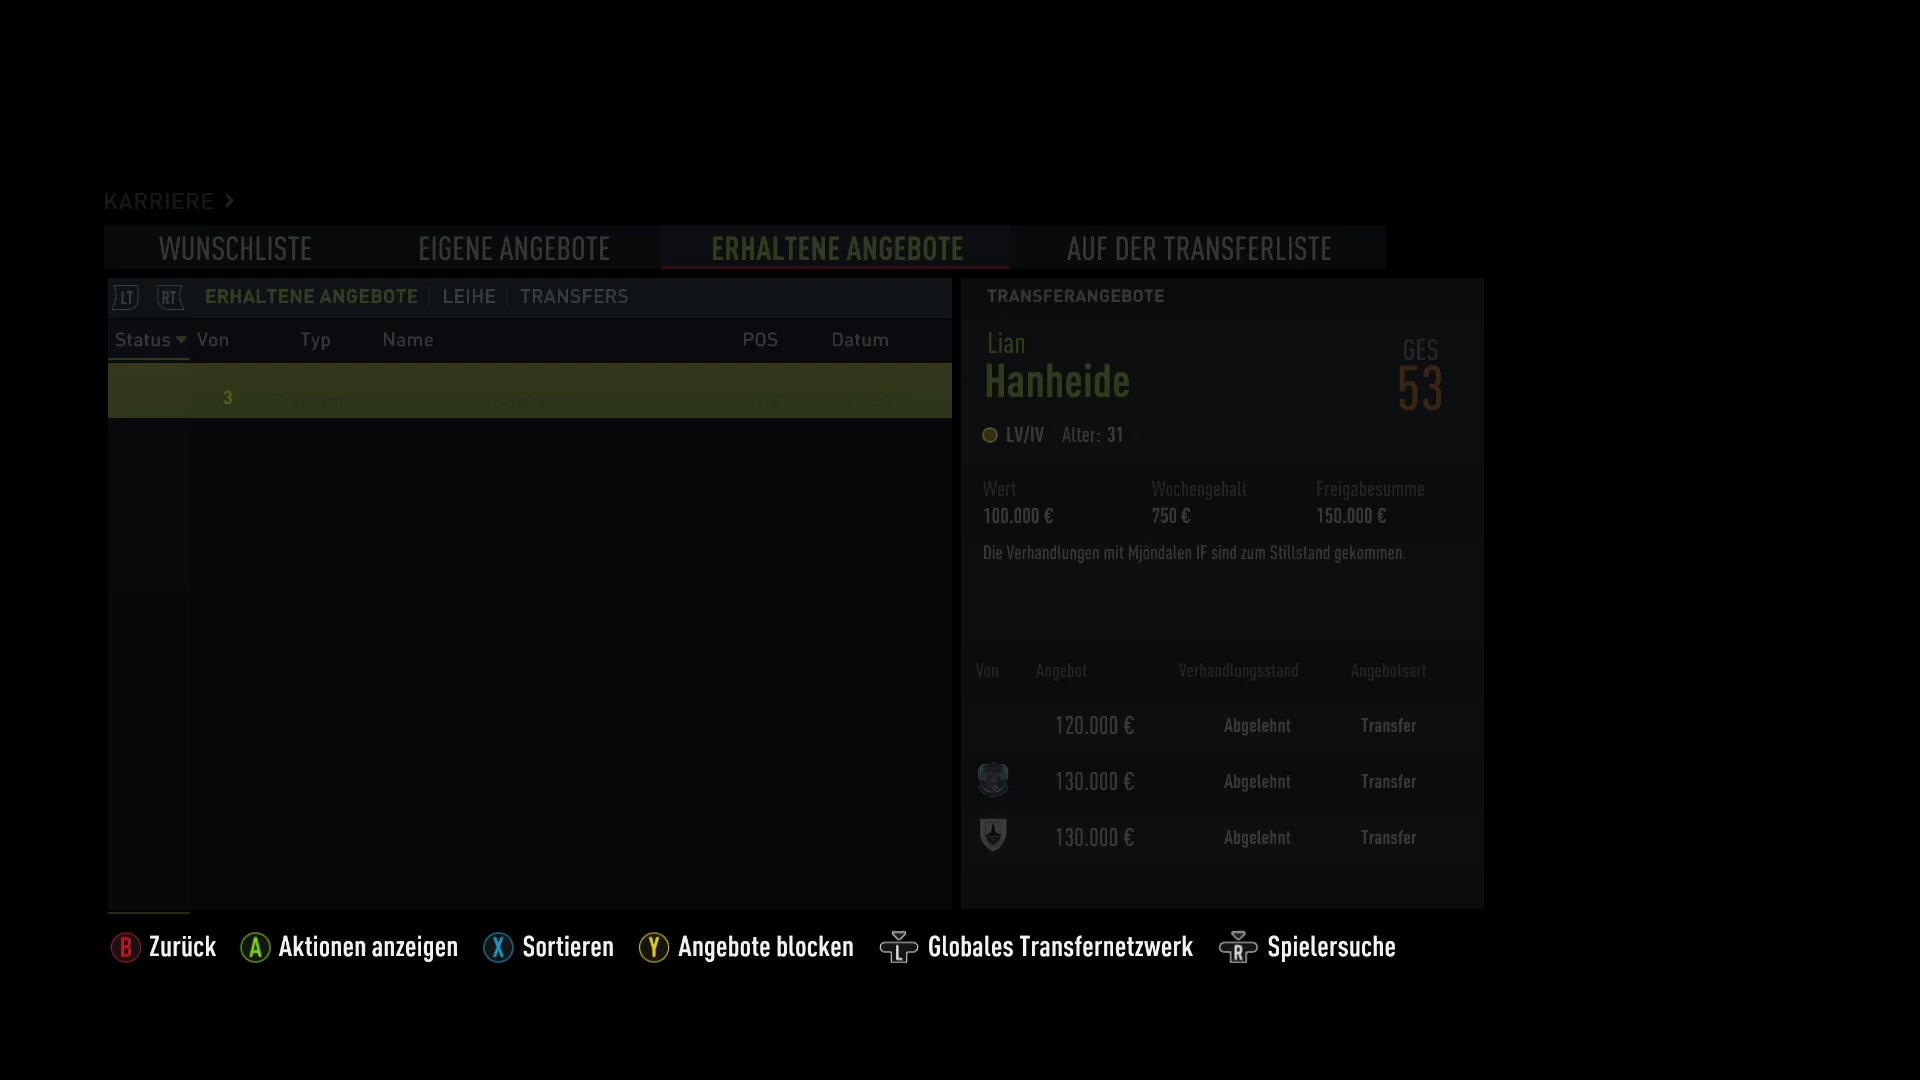 KARRIERE
WUNSCHLISTE EIGENE ANGEBOTE ERHALTENE ANGEBOTE AUF DER TRANSFERLISTE
LT RT ERHALTENE ANGEBOTE LEIHE TRANSFERS
Status Von Typ Name POS Datum
3 Transfer Hanheide
TRANSFERANGEBOTE
Lian
Hanheide
GES
53
LV/IV Alter: 31
Wert Wochengehalt Freigabesumme
100.000 € 750 € 150.000 €
Die Verhandlungen mit Mjöndalen IF sind zum Stillstand gekommen.
Von Angebot Verhandlungsstand Angebotsart
120.000 € Abgelehnt Transfer
130.000 € Abgelehnt Transfer
130.000 € Abgelehnt Transfer
B Zurück A Aktionen anzeigen X Sortieren Y Angebote blocken L Globales Transfernetzwerk R Spielersuche